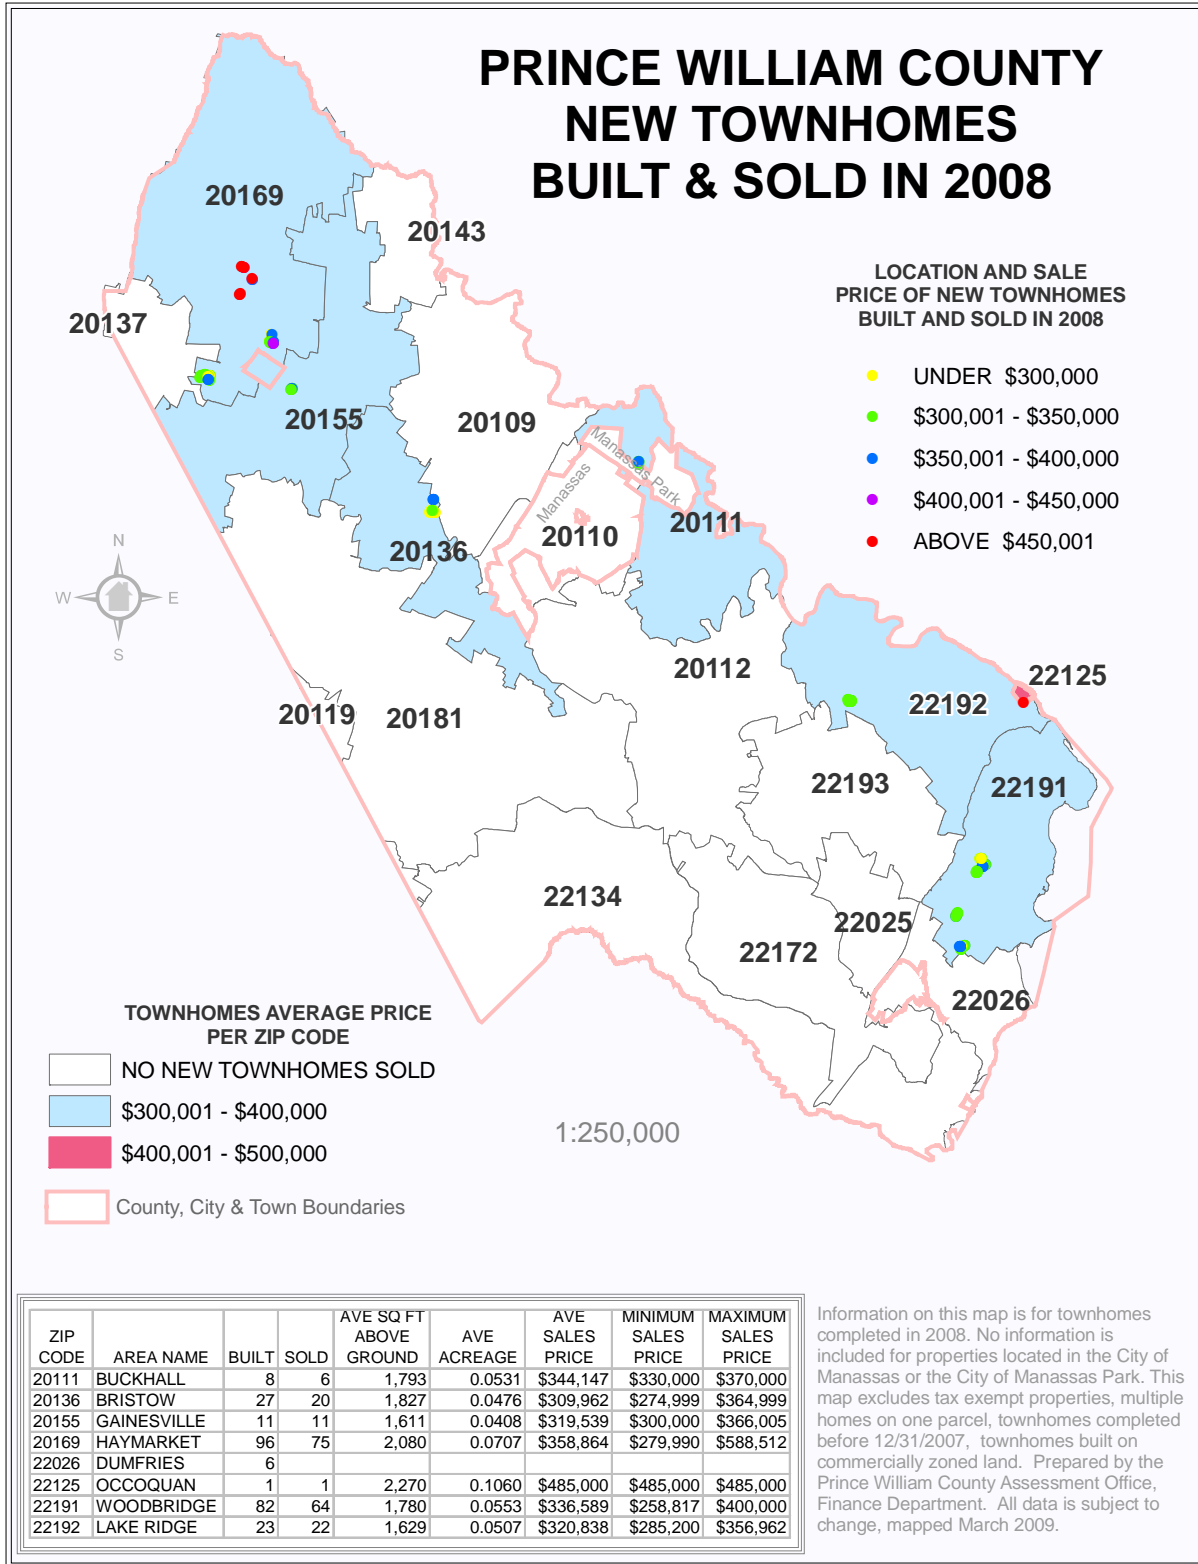 PRINCE WILLIAM COUNTY
NEW TOWNHOMES
BUILT & SOLD IN 2008
20169
20143
20137
20155
20109
Manassas Park
Manassas
20111
20110
20136
N
W
E
S
LOCATION AND SALE
PRICE OF NEW TOWNHOMES
BUILT AND SOLD IN 2008
UNDER $300,000
$300,001 - $350,000
$350,001 - $400,000
$400,001 - $450,000
ABOVE $450,001
20112
22125
22192
20119
20181
22193
22191
22134
22025
22172
22026
TOWNHOMES AVERAGE PRICE
PER ZIP CODE
NO NEW TOWNHOMES SOLD
$300,001 - $400,000
$400,001 - $500,000
County, City & Town Boundaries
1:250,000
ZIP CODE AREA NAME BUILT SOLD AVE SQ FT ABOVE GROUND AVE ACREAGE AVE SALES PRICE MINIMUM SALES PRICE MAXIMUM SALES PRICE
20111 BUCKHALL 8 6 1,793 0.0531 $344,147 $330,000 $370,000
20136 BRISTOW 27 20 1,827 0.0476 $309,962 $274,999 $364,999
20155 GAINESVILLE 11 11 1,611 0.0408 $319,539 $300,000 $366,005
20169 HAYMARKET 96 75 2,080 0.0707 $358,864 $279,990 $588,512
22026 DUMFRIES 6
22125 OCCOQUAN 1 1 2,270 0.1060 $485,000 $485,000 $485,000
22191 WOODBRIDGE 82 64 1,780 0.0553 $336,589 $258,817 $400,000
22192 LAKE RIDGE 23 22 1,629 0.0507 $320,838 $285,200 $356,962
Information on this map is for townhomes
completed in 2008. No information is
included for properties located in the City of
Manassas or the City of Manassas Park. This
map excludes tax exempt properties, multiple
homes on one parcel, townhomes completed
before 12/31/2007, townhomes built on
commercially zoned land. Prepared by the
Prince William County Assessment Office,
Finance Department. All data is subject to
change, mapped March 2009.